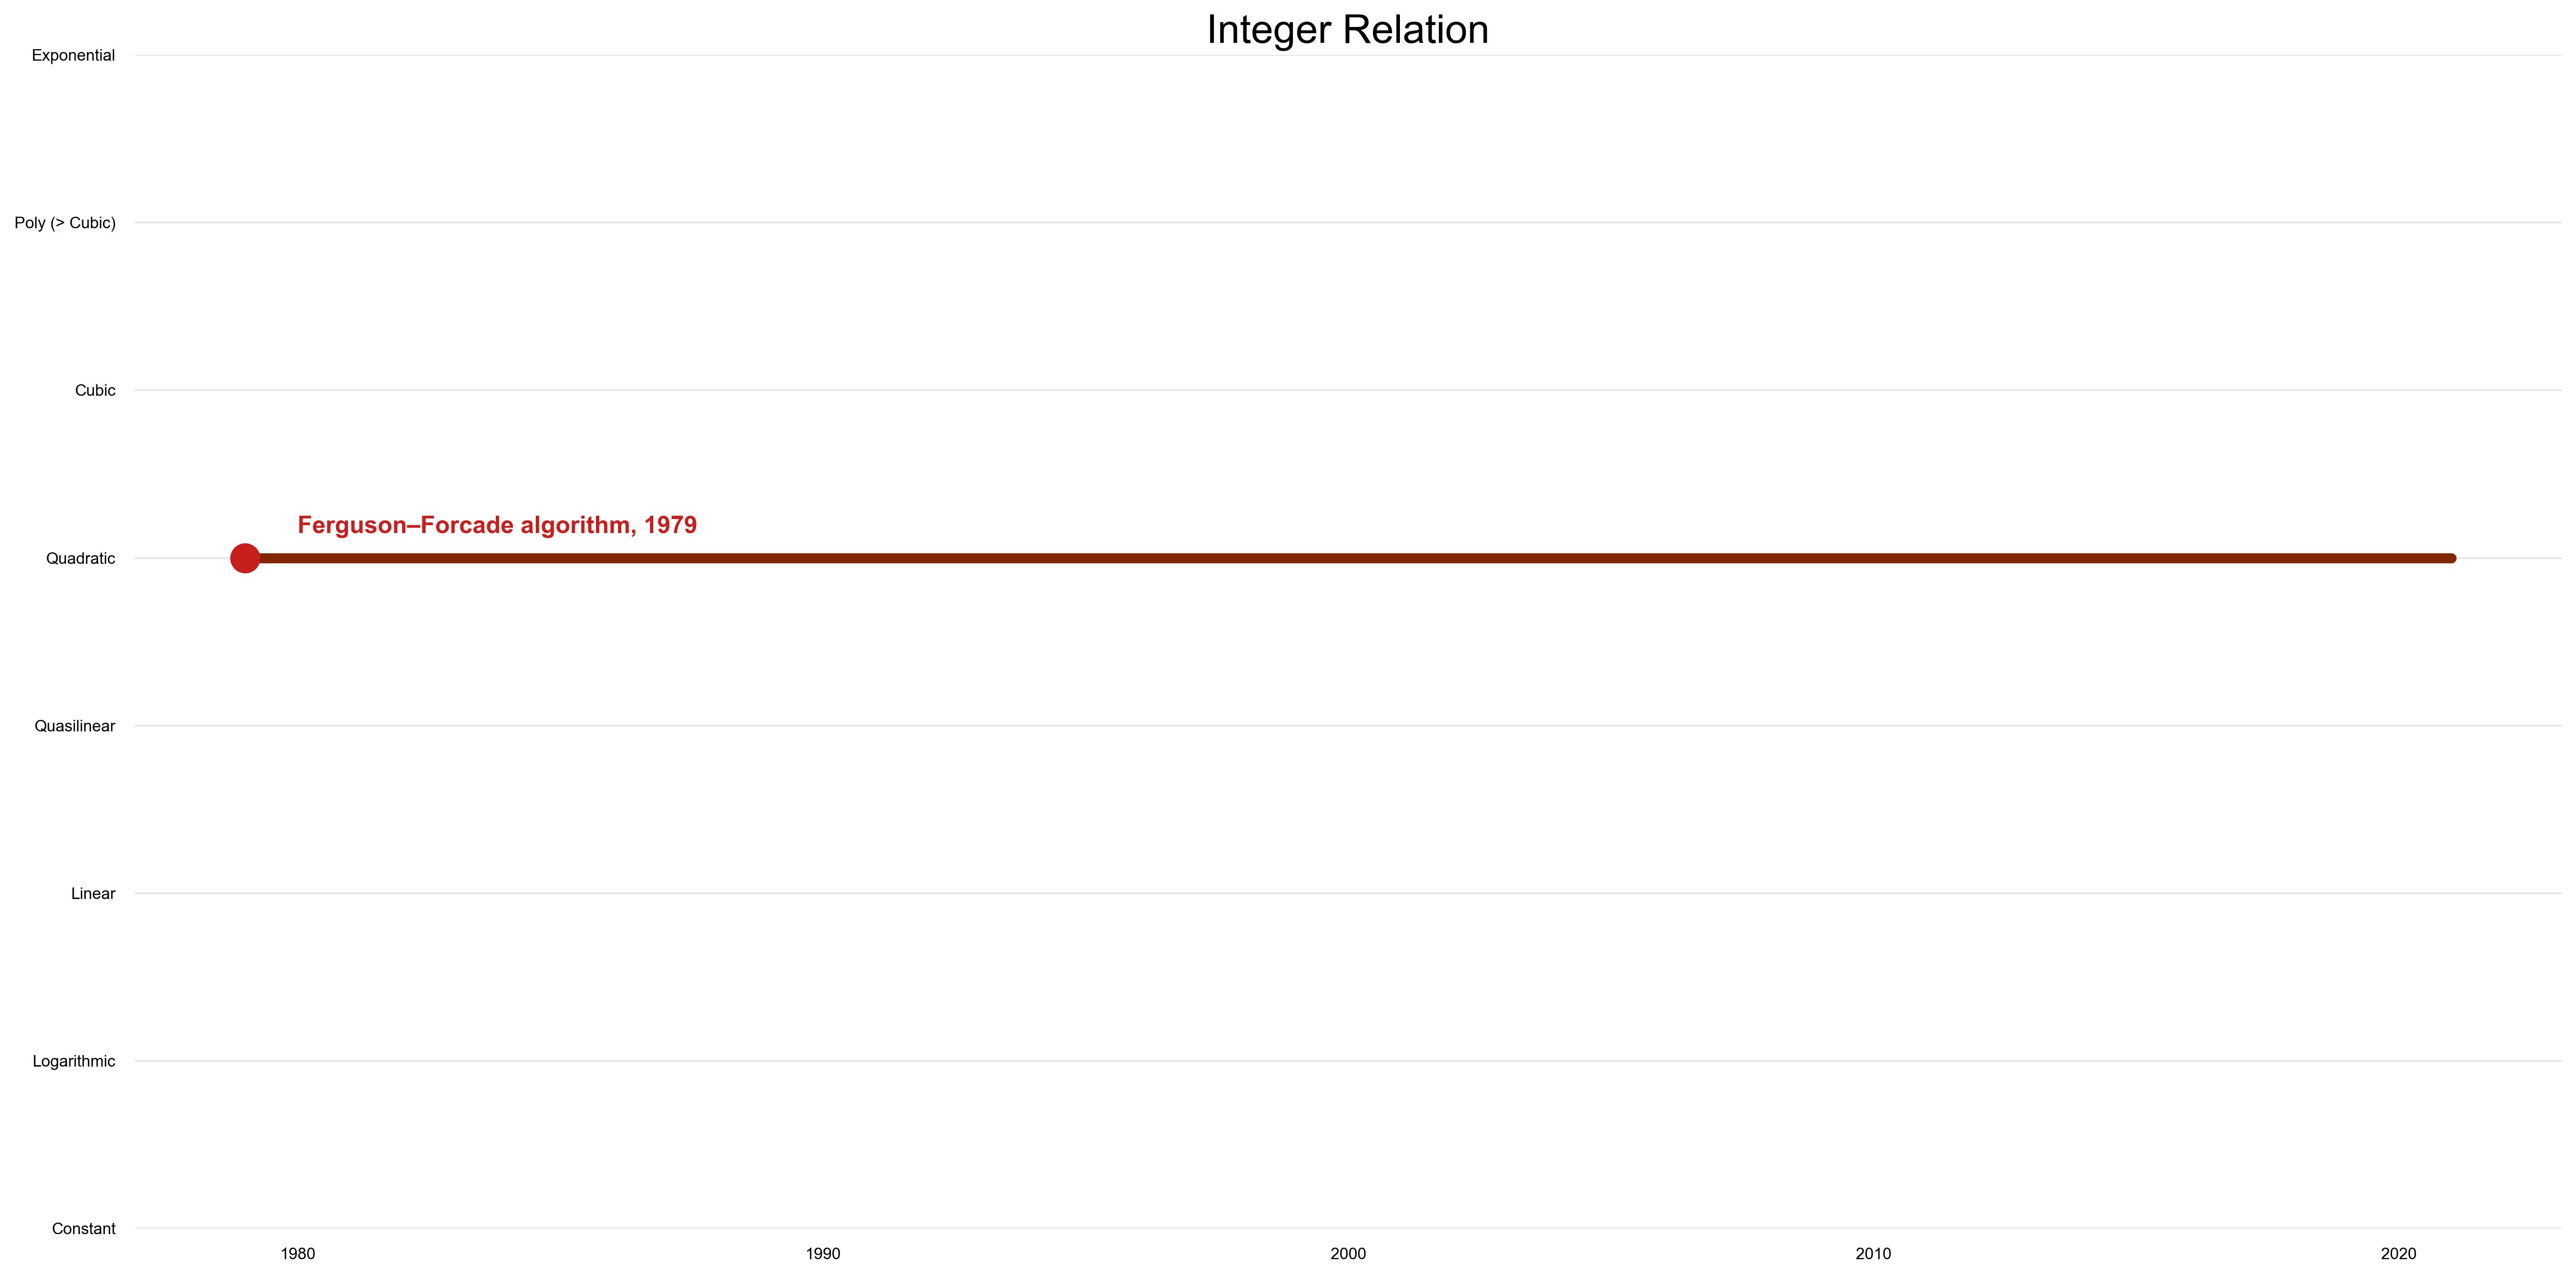 Integer Relation
Exponential
Poly (> Cubic)
Cubic
Ferguson–Forcade algorithm, 1979
Quadratic
Quasilinear
Linear
Logarithmic
Constant
1980 1990 2000 2010 2020